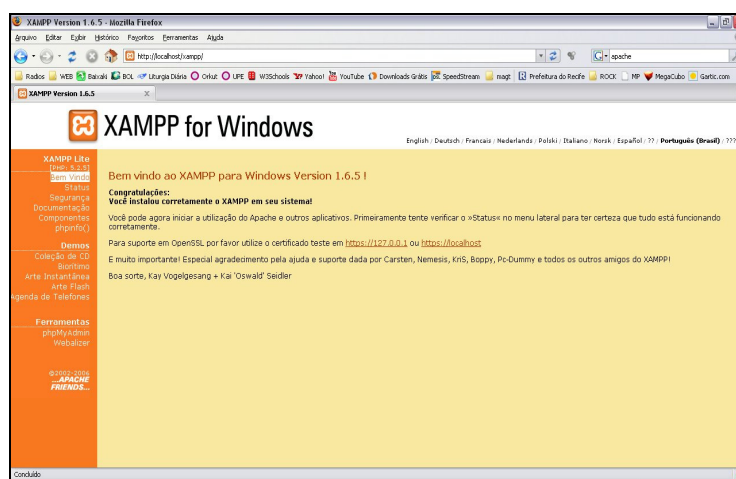 XAMPP Version 1.6.5 - Mozilla Firefox
Arquivo Editar Exibir Histórico Favoritos Ferramentas Ajuda
http://localhost/xampp/
apache
Rados WEB Baixaki BOL Liturgia Diária Orkut UPE W3Schools Yahoo! YouTube Downloads Grátis SpeedStream magt Prefeitura do Recife ROCK MP MegaCubo Gartic.com
XAMPP Version 1.6.5
XAMPP for Windows
English / Deutsch / Francais / Nederlands / Polski / Italiano / Norsk / Español / ?? / Português (Brasil) / ???
XAMPP Lite
[PHP: 5.2.5]
Bem Vindo
Status
Segurança
Documentação
Componentes
phpinfo()
Demos
Coleção de CD
Bioritimo
Arte Instantânea
Arte Flash
Agenda de Telefones
Ferramentas
phpMyAdmin
Webalizer
©2002-2006
...APACHE
FRIENDS...
Bem vindo ao XAMPP para Windows Version 1.6.5 !
Congratulações:
Você instalou corretamente o XAMPP em seu sistema!
Você pode agora iniciar a utilização do Apache e outros aplicativos. Primeiramente tente verificar o »Status« no menu lateral para ter certeza que tudo está funcionando
corretamente.
Para suporte em OpenSSL por favor utilize o certificado teste em https://127.0.0.1 ou https://localhost
E muito importante! Especial agradecimento pela ajuda e suporte dada por Carsten, Nemesis, KriS, Boppy, Pc-Dummy e todos os outros amigos do XAMPP!
Boa sorte, Kay Vogelgesang + Kai 'Oswald' Seidler
Concluído